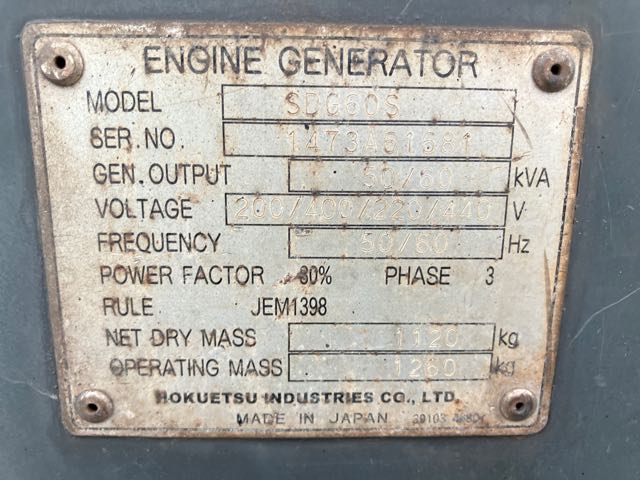 ENGINE GENERATOR
MODEL SDG60S
SER. NO. 1473A61681
GEN. OUTPUT 50/60 kVA
VOLTAGE 200/400/220/440 V
FREQUENCY 50/60 Hz
POWER FACTOR 80% PHASE 3
RULE JEM1398
NET DRY MASS 1120 kg
OPERATING MASS 1260 kg
HOKUETSU INDUSTRIES CO., LTD.
MADE IN JAPAN